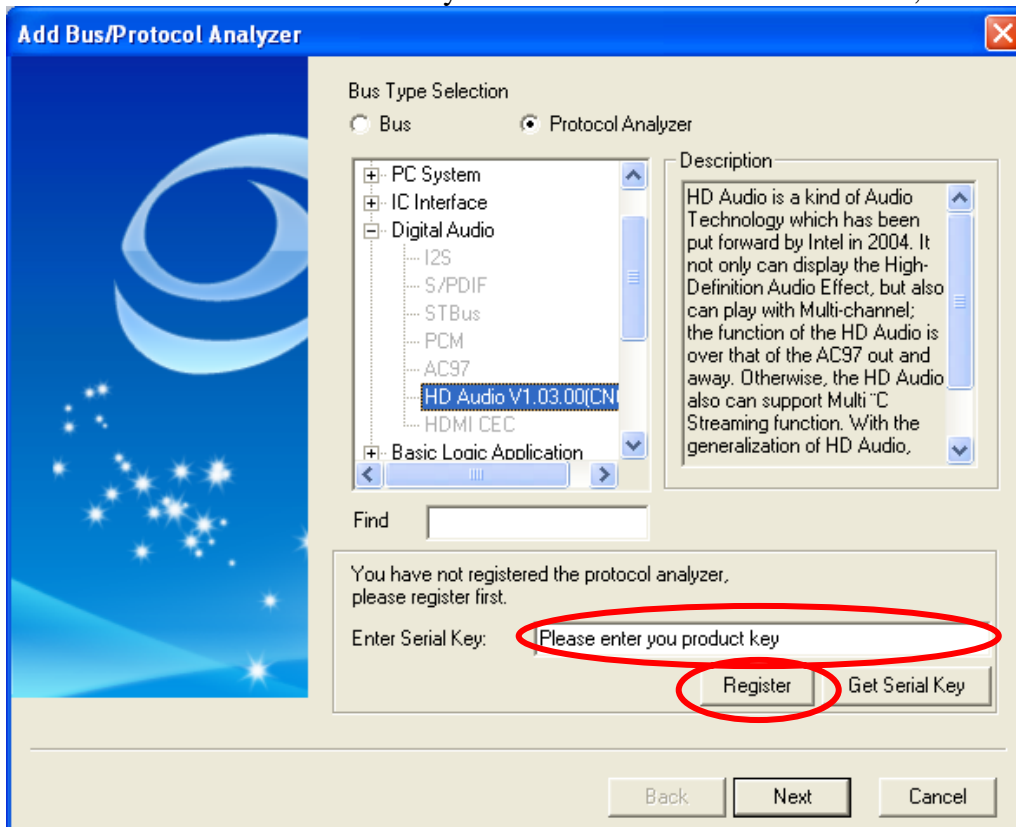 Add Bus/Protocol Analyzer
Bus Type Selection
Bus
Protocol Analyzer
PC System
IC Interface
Digital Audio
I2S
S/PDIF
STBus
PCM
AC97
HD Audio V1.03.00(CN
HDMI CEC
Basic Logic Application
Description
HD Audio is a kind of Audio
Technology which has been
put forward by Intel in 2004. It
not only can display the High-
Definition Audio Effect, but also
can play with Multi-channel;
the function of the HD Audio is
over that of the AC97 out and
away. Otherwise, the HD Audio
also can support Multi¨C
Streaming function. With the
generalization of HD Audio,
Find
You have not registered the protocol analyzer,
please register first.
Enter Serial Key:
Please enter you product key
Register
Get Serial Key
Back
Next
Cancel